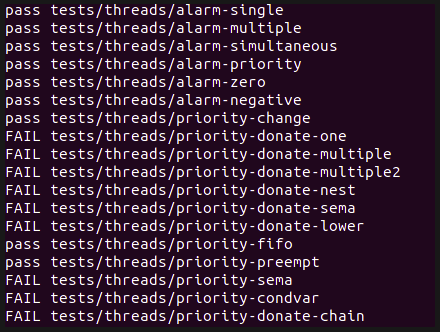 pass tests/threads/alarm-single
pass tests/threads/alarm-multiple
pass tests/threads/alarm-simultaneous
pass tests/threads/alarm-priority
pass tests/threads/alarm-zero
pass tests/threads/alarm-negative
pass tests/threads/priority-change
FAIL tests/threads/priority-donate-one
FAIL tests/threads/priority-donate-multiple
FAIL tests/threads/priority-donate-multiple2
FAIL tests/threads/priority-donate-nest
FAIL tests/threads/priority-donate-sema
FAIL tests/threads/priority-donate-lower
pass tests/threads/priority-fifo
pass tests/threads/priority-preempt
FAIL tests/threads/priority-sema
FAIL tests/threads/priority-condvar
FAIL tests/threads/priority-donate-chain